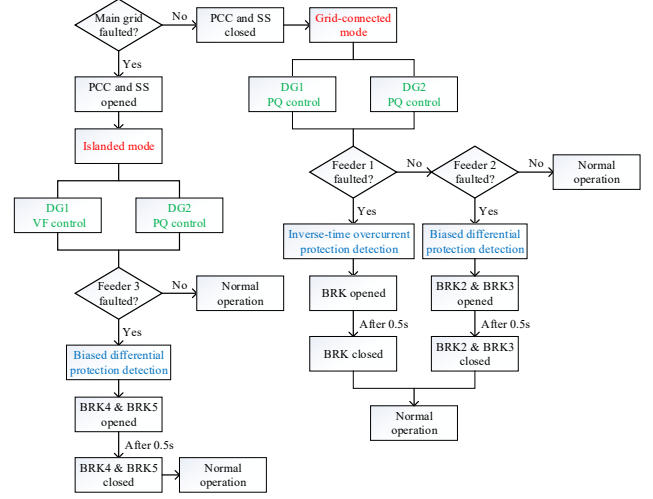 Main grid
faulted?
No
PCC and SS
closed
Grid-connected
mode
Yes
PCC and SS
opened
Islanded mode
DG1
VF control
DG2
PQ control
Feeder 3
faulted?
No
Normal
operation
Yes
Biased differential
protection detection
BRK4 & BRK5
opened
After 0.5s
BRK4 & BRK5
closed
Normal
operation
DG1
PQ control
DG2
PQ control
Feeder 1
faulted?
No
Feeder 2
faulted?
No
Normal
operation
Yes
Inverse-time overcurrent
protection detection
BRK opened
After 0.5s
BRK closed
Yes
Biased differential
protection detection
BRK2 & BRK3
opened
After 0.5s
BRK2 & BRK3
closed
Normal
operation